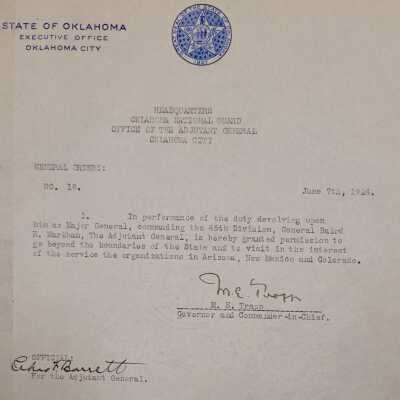 STATE OF OKLAHOMA
EXECUTIVE OFFICE
OKLAHOMA CITY
HEADQUARTERS
OKLAHOMA NATIONAL GUARD
OFFICE OF THE ADJUTANT GENERAL
OKLAHOMA CITY
GENERAL ORDERS:
NO. 18.
June 7th, 1926.
1. In performance of the duty devolving upon
him as Major General, commanding the 45th Division, General Baird
H. Markham, The Adjutant General, is hereby granted permission to
go beyond the boundaries of the State and to visit in the interest
of the service the organizations in Arizona, New Mexico and Colorado.
M.E. Trapp
M. E. Trapp
Governor and Commander-in-Chief.
OFFICIAL:
Charles F. Barrett
For the Adjutant General.